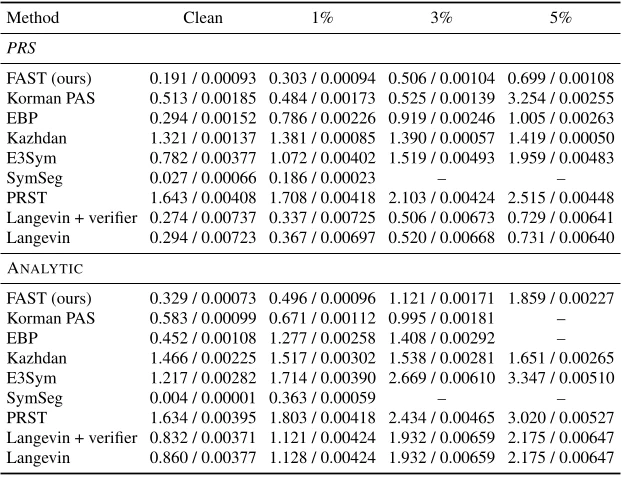 Method Clean 1% 3% 5%
PRS
FAST (ours) 0.191 / 0.00093 0.303 / 0.00094 0.506 / 0.00104 0.699 / 0.00108
Korman PAS 0.513 / 0.00185 0.484 / 0.00173 0.525 / 0.00139 3.254 / 0.00255
EBP 0.294 / 0.00152 0.786 / 0.00226 0.919 / 0.00246 1.005 / 0.00263
Kazhdan 1.321 / 0.00137 1.381 / 0.00085 1.390 / 0.00057 1.419 / 0.00050
E3Sym 0.782 / 0.00377 1.072 / 0.00402 1.519 / 0.00493 1.959 / 0.00483
SymSeg 0.027 / 0.00066 0.186 / 0.00023 – –
PRST 1.643 / 0.00408 1.708 / 0.00418 2.103 / 0.00424 2.515 / 0.00448
Langevin + verifier 0.274 / 0.00737 0.337 / 0.00725 0.506 / 0.00673 0.729 / 0.00641
Langevin 0.294 / 0.00723 0.367 / 0.00697 0.520 / 0.00668 0.731 / 0.00640
ANALYTIC
FAST (ours) 0.329 / 0.00073 0.496 / 0.00096 1.121 / 0.00171 1.859 / 0.00227
Korman PAS 0.583 / 0.00099 0.671 / 0.00112 0.995 / 0.00181 –
EBP 0.452 / 0.00108 1.277 / 0.00258 1.408 / 0.00292 –
Kazhdan 1.466 / 0.00225 1.517 / 0.00302 1.538 / 0.00281 1.651 / 0.00265
E3Sym 1.217 / 0.00282 1.714 / 0.00390 2.669 / 0.00610 3.347 / 0.00510
SymSeg 0.004 / 0.00001 0.363 / 0.00059 – –
PRST 1.634 / 0.00395 1.803 / 0.00418 2.434 / 0.00465 3.020 / 0.00527
Langevin + verifier 0.832 / 0.00371 1.121 / 0.00424 1.932 / 0.00659 2.175 / 0.00647
Langevin 0.860 / 0.00377 1.128 / 0.00424 1.932 / 0.00659 2.175 / 0.00647